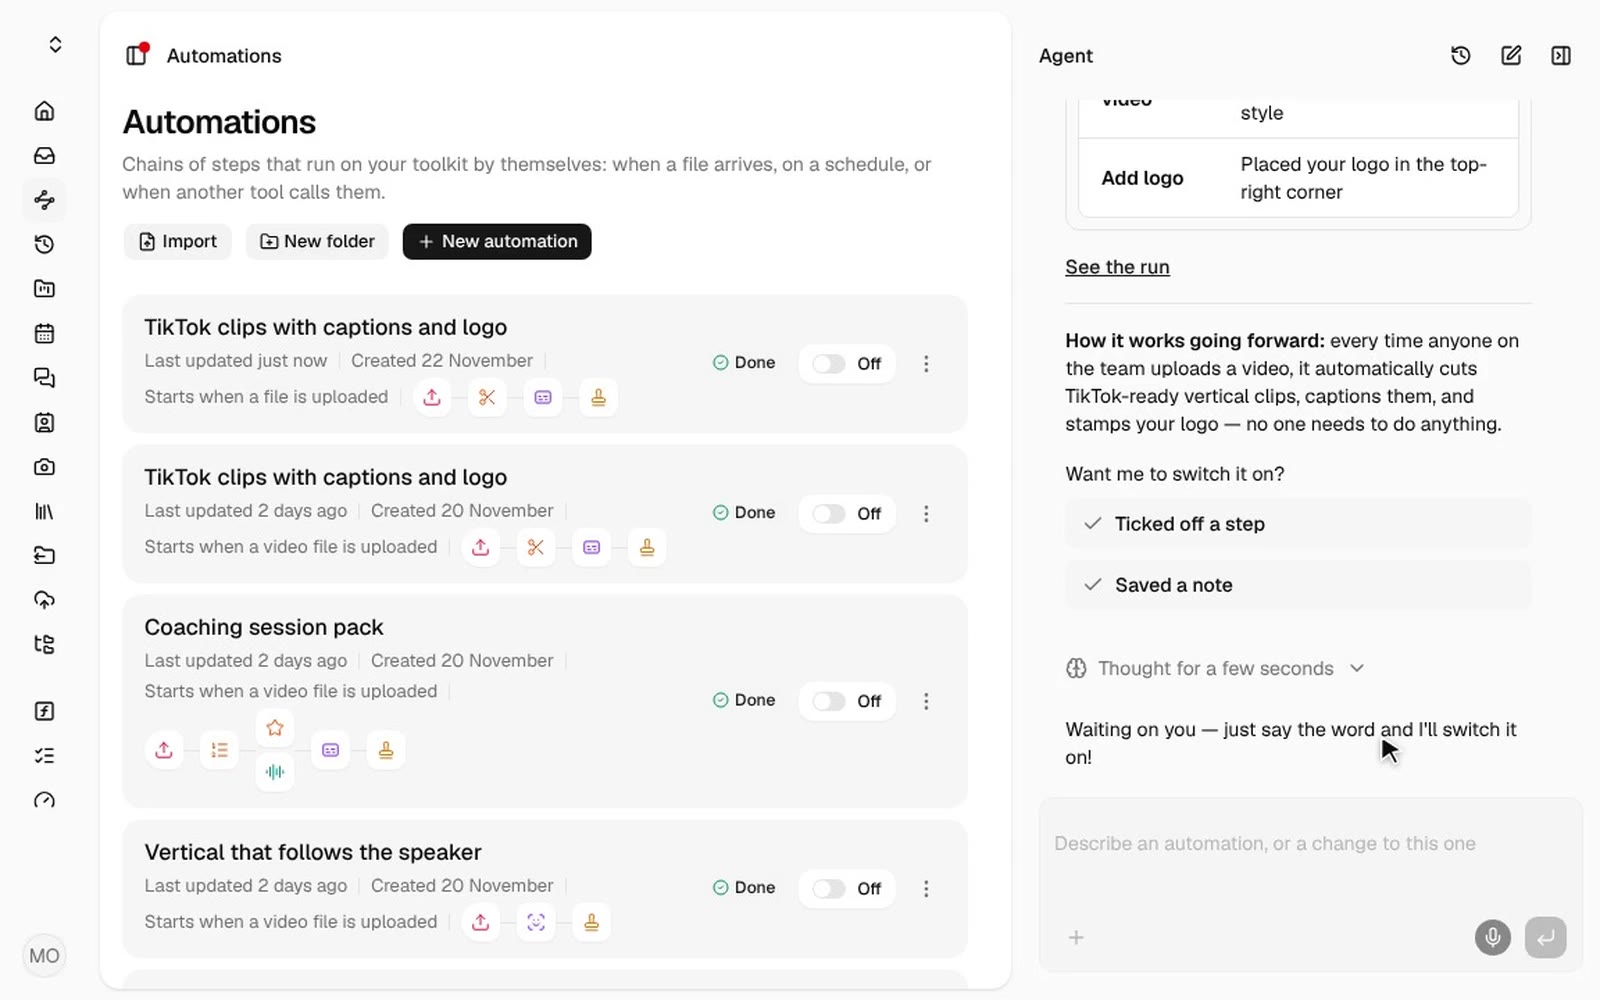 Automations
Automations
Chains of steps that run on your toolkit by themselves: when a file arrives, on a schedule, or
when another tool calls them.
Import
New folder
New automation
TikTok clips with captions and logo
Last updated just now
Created 22 November
Starts when a file is uploaded
Done
Off
TikTok clips with captions and logo
Last updated 2 days ago
Created 20 November
Starts when a video file is uploaded
Done
Off
Coaching session pack
Last updated 2 days ago
Created 20 November
Starts when a video file is uploaded
Done
Off
Vertical that follows the speaker
Last updated 2 days ago
Created 20 November
Starts when a video file is uploaded
Done
Off
MO
Agent
video
style
Add logo
Placed your logo in the top-
right corner
See the run
How it works going forward: every time anyone on
the team uploads a video, it automatically cuts
TikTok-ready vertical clips, captions them, and
stamps your logo — no one needs to do anything.
Want me to switch it on?
Ticked off a step
Saved a note
Thought for a few seconds
Waiting on you — just say the word and I'll switch it
on!
Describe an automation, or a change to this one